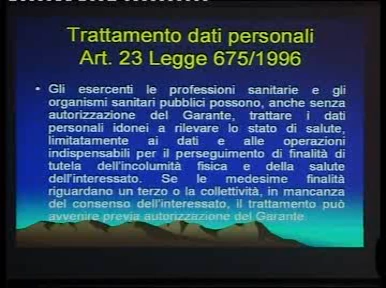 Trattamento dati personali
Art. 23 Legge 675/1996
• Gli esercenti le professioni sanitarie e gli
organismi sanitari pubblici possono, anche senza
autorizzazione del Garante, trattare i dati
personali idonei a rilevare lo stato di salute,
limitatamente ai dati e alle operazioni
indispensabili per il perseguimento di finalità di
tutela dell'incolumità fisica e della salute
dell'interessato. Se le medesime finalità
riguardano un terzo o la collettività, in mancanza
del consenso dell'interessato, il trattamento può
avvenire previa autorizzazione del Garante